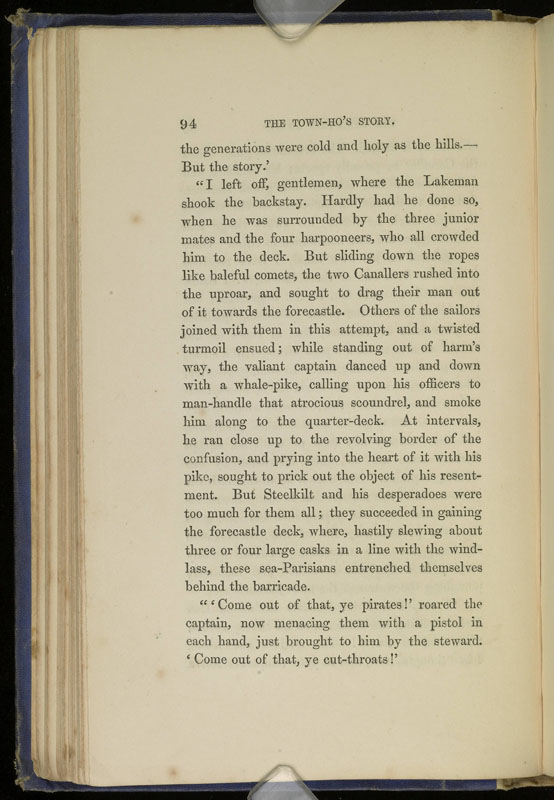 94 THE TOWN-HO'S STORY.
the generations were cold and holy as the hills.—
But the story.'
“I left off, gentlemen, where the Lakeman
shook the backstay. Hardly had he done so,
when he was surrounded by the three junior
mates and the four harpooneers, who all crowded
him to the deck. But sliding down the ropes
like baleful comets, the two Canallers rushed into
the uproar, and sought to drag their man out
of it towards the forecastle. Others of the sailors
joined with them in this attempt, and a twisted
turmoil ensued; while standing out of harm's
way, the valiant captain danced up and down
with a whale-pike, calling upon his officers to
man-handle that atrocious scoundrel, and smoke
him along to the quarter-deck. At intervals,
he ran close up to the revolving border of the
confusion, and prying into the heart of it with his
pike, sought to prick out the object of his resent-
ment. But Steelkilt and his desperadoes were
too much for them all; they succeeded in gaining
the forecastle deck, where, hastily slewing about
three or four large casks in a line with the wind-
lass, these sea-Parisians entrenched themselves
behind the barricade.
“‘Come out of that, ye pirates!’ roared the
captain, now menacing them with a pistol in
each hand, just brought to him by the steward.
‘Come out of that, ye cut-throats!’